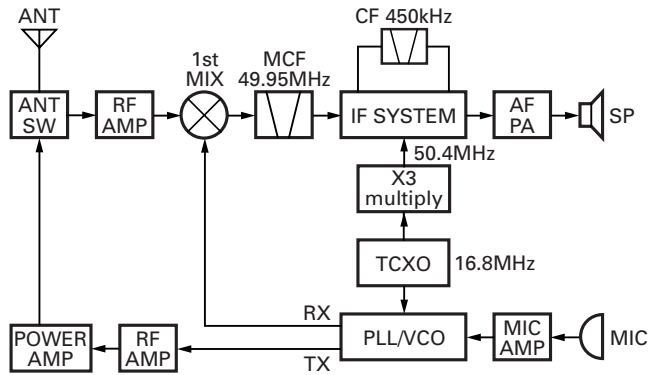 ANT
CF 450kHz
1st
MIX
MCF
49.95MHz
ANT
SW
RF
AMP
IF SYSTEM
AF
PA
SP
50.4MHz
X3
multiply
TCXO
16.8MHz
RX
POWER
AMP
RF
AMP
TX
PLL/VCO
MIC
AMP
MIC